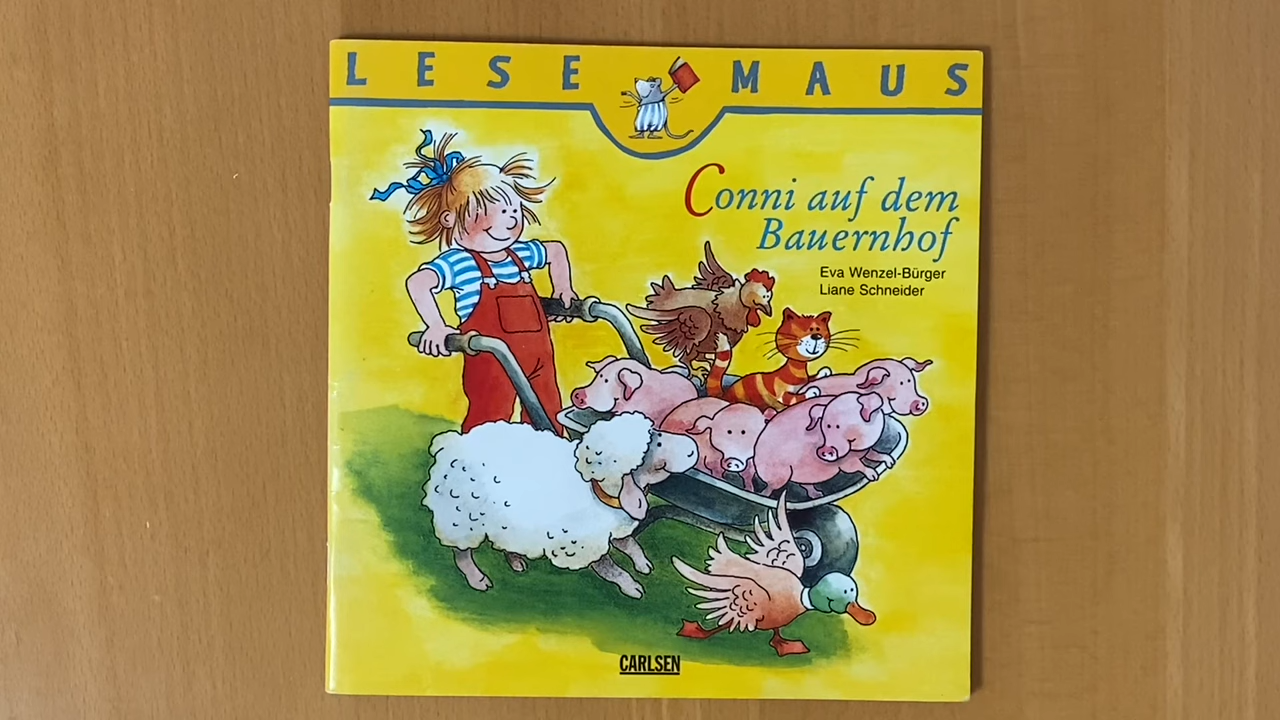 LESE MAUS
Conni auf dem
Bauernhof
Eva Wenzel-Bürger
Liane Schneider
CARLSEN